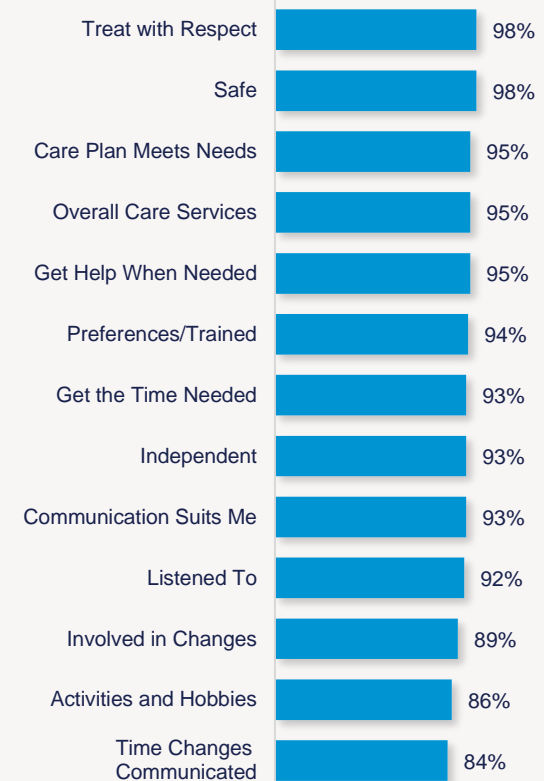 Treat with Respect 98%
Safe 98%
Care Plan Meets Needs 95%
Overall Care Services 95%
Get Help When Needed 95%
Preferences/Trained 94%
Get the Time Needed 93%
Independent 93%
Communication Suits Me 93%
Listened To 92%
Involved in Changes 89%
Activities and Hobbies 86%
Time Changes
Communicated 84%